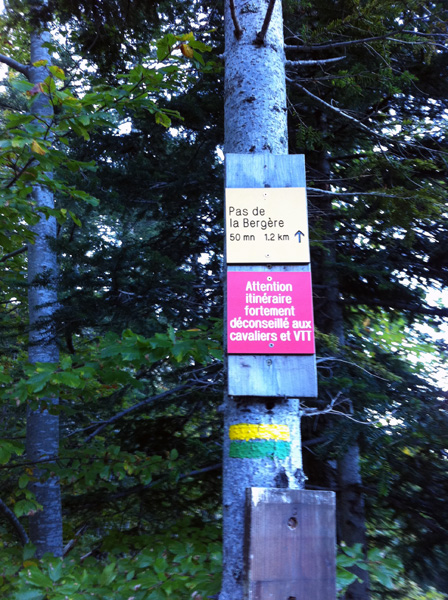 Pas de
la Bergère
50 mn 1.2 km ↑
Attention
itinéraire
fortement
déconseillé aux
cavaliers et VTT